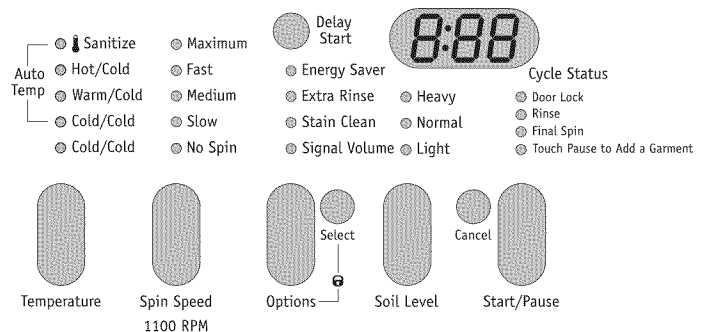 Delay
Start
8:88
Auto
Temp
Sanitize
Hot/Cold
Warm/Cold
Cold/Cold
Cold/Cold
Maximum
Fast
Medium
Slow
No Spin
Energy Saver
Extra Rinse
Stain Clean
Signal Volume
Heavy
Normal
Light
Cycle Status
Door Lock
Rinse
Final Spin
Touch Pause to Add a Garment
Select
Cancel
Temperature
Spin Speed
1100 RPM
Options
Soil Level
Start/Pause